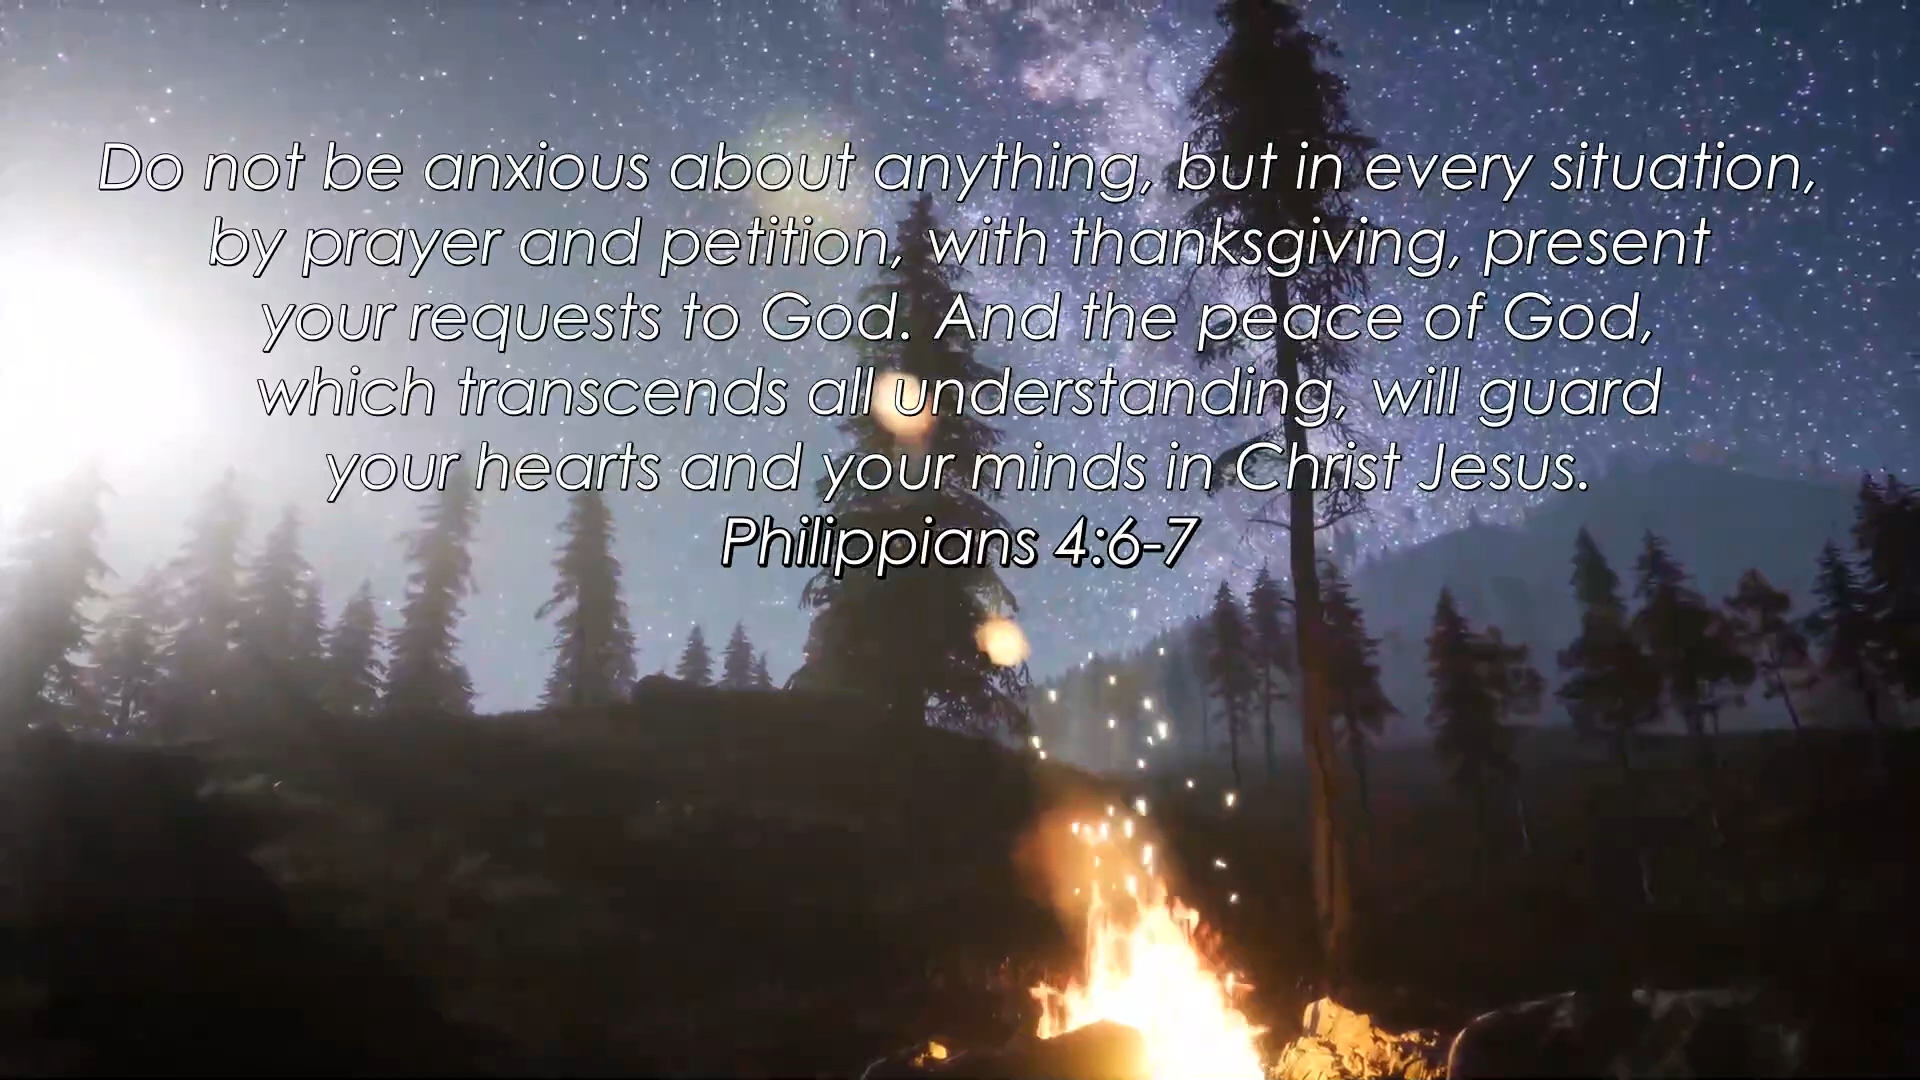 Do not be anxious about anything, but in every situation,
by prayer and petition, with thanksgiving, present
your requests to God. And the peace of God,
which transcends all understanding, will guard
your hearts and your minds in Christ Jesus.
Philippians 4:6-7